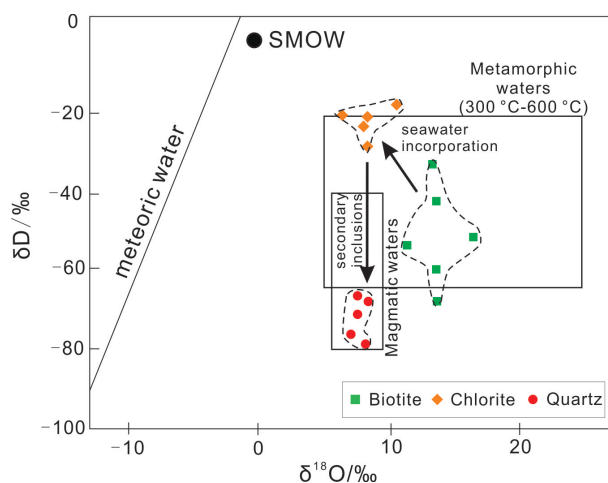 0
SMOW
Metamorphic
waters
(300 °C-600 °C)
−20
seawater
incorporation
meteoric water
−40
δD/‰
secondary
inclusions
Magmatic waters
−60
−80
Biotite Chlorite Quartz
−100
−10 0 10 20
δ¹⁸O/‰